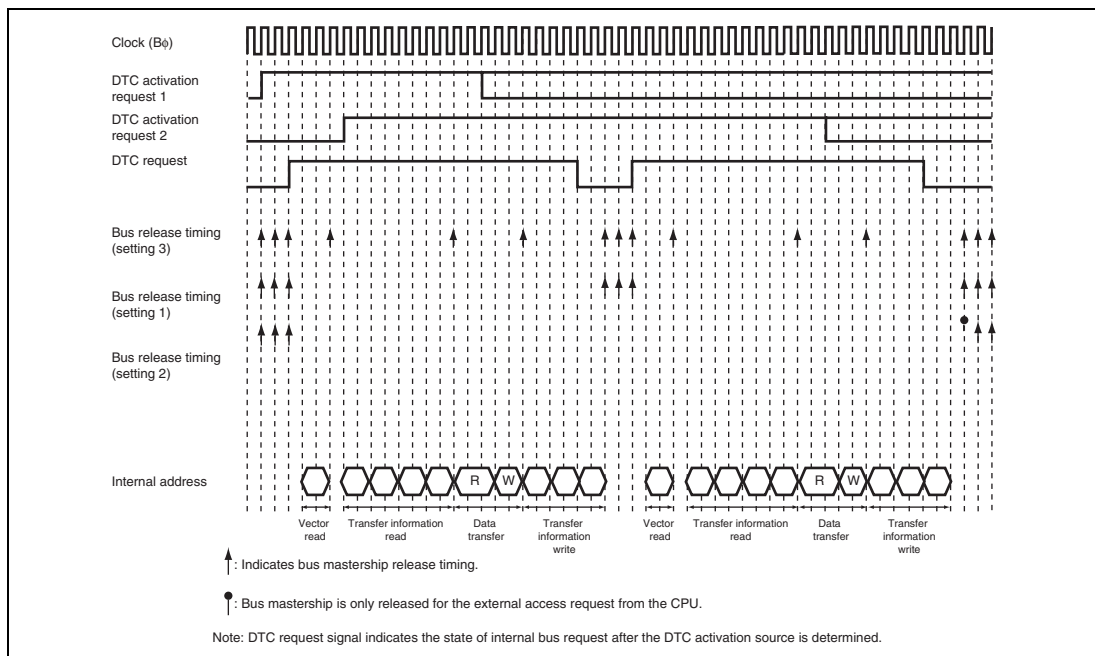 Clock (Bϕ)
DTC activation
request 1
DTC activation
request 2
DTC request
Bus release timing
(setting 3)
Bus release timing
(setting 1)
Bus release timing
(setting 2)
Internal address
R
W
R
W
Vector
read
Transfer information
read
Data
transfer
Transfer
information
write
Vector
read
Transfer information
read
Data
transfer
Transfer
information
write
: Indicates bus mastership release timing.
: Bus mastership is only released for the external access request from the CPU.
Note: DTC request signal indicates the state of internal bus request after the DTC activation source is determined.